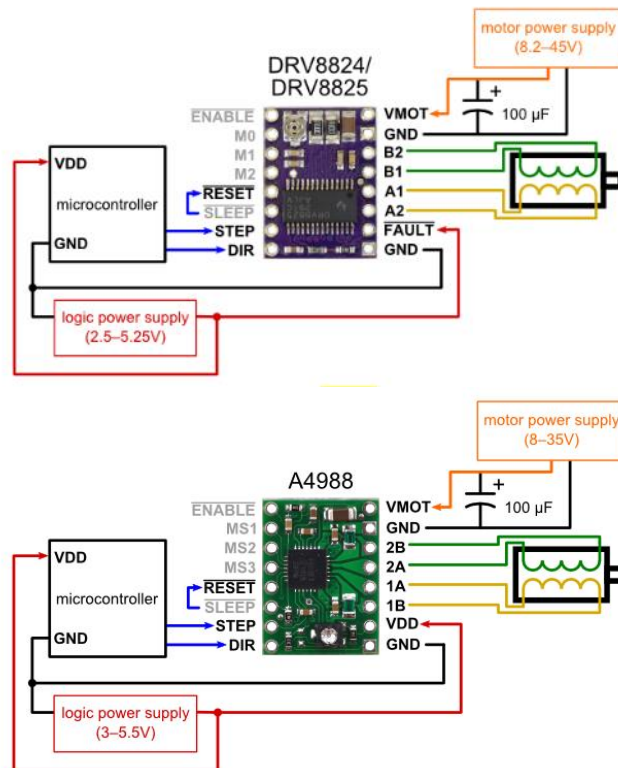 motor power supply
(8.2–45V)
DRV8824/
DRV8825
ENABLE
M0
M1
M2
RESET
SLEEP
STEP
DIR
VMOT
GND
B2
B1
A1
A2
FAULT
GND
+
100 µF
VDD
microcontroller
GND
logic power supply
(2.5–5.25V)
motor power supply
(8–35V)
A4988
ENABLE
MS1
MS2
MS3
RESET
SLEEP
STEP
DIR
VMOT
GND
2B
2A
1A
1B
VDD
GND
+
100 µF
VDD
microcontroller
GND
logic power supply
(3–5.5V)